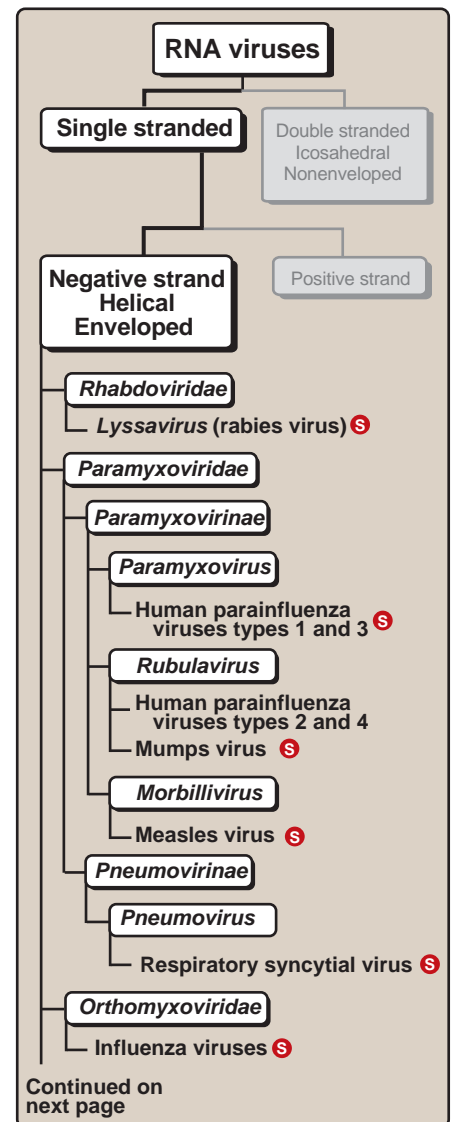 RNA viruses
Single stranded
Double stranded
Icosahedral
Nonenveloped
Negative strand
Helical
Enveloped
Positive strand
Rhabdoviridae
Lyssavirus (rabies virus) S
Paramyxoviridae
Paramyxovirinae
Paramyxovirus
Human parainfluenza
viruses types 1 and 3 S
Rubulavirus
Human parainfluenza
viruses types 2 and 4
Mumps virus S
Morbillivirus
Measles virus S
Pneumovirinae
Pneumovirus
Respiratory syncytial virus S
Orthomyxoviridae
Influenza viruses S
Continued on
next page